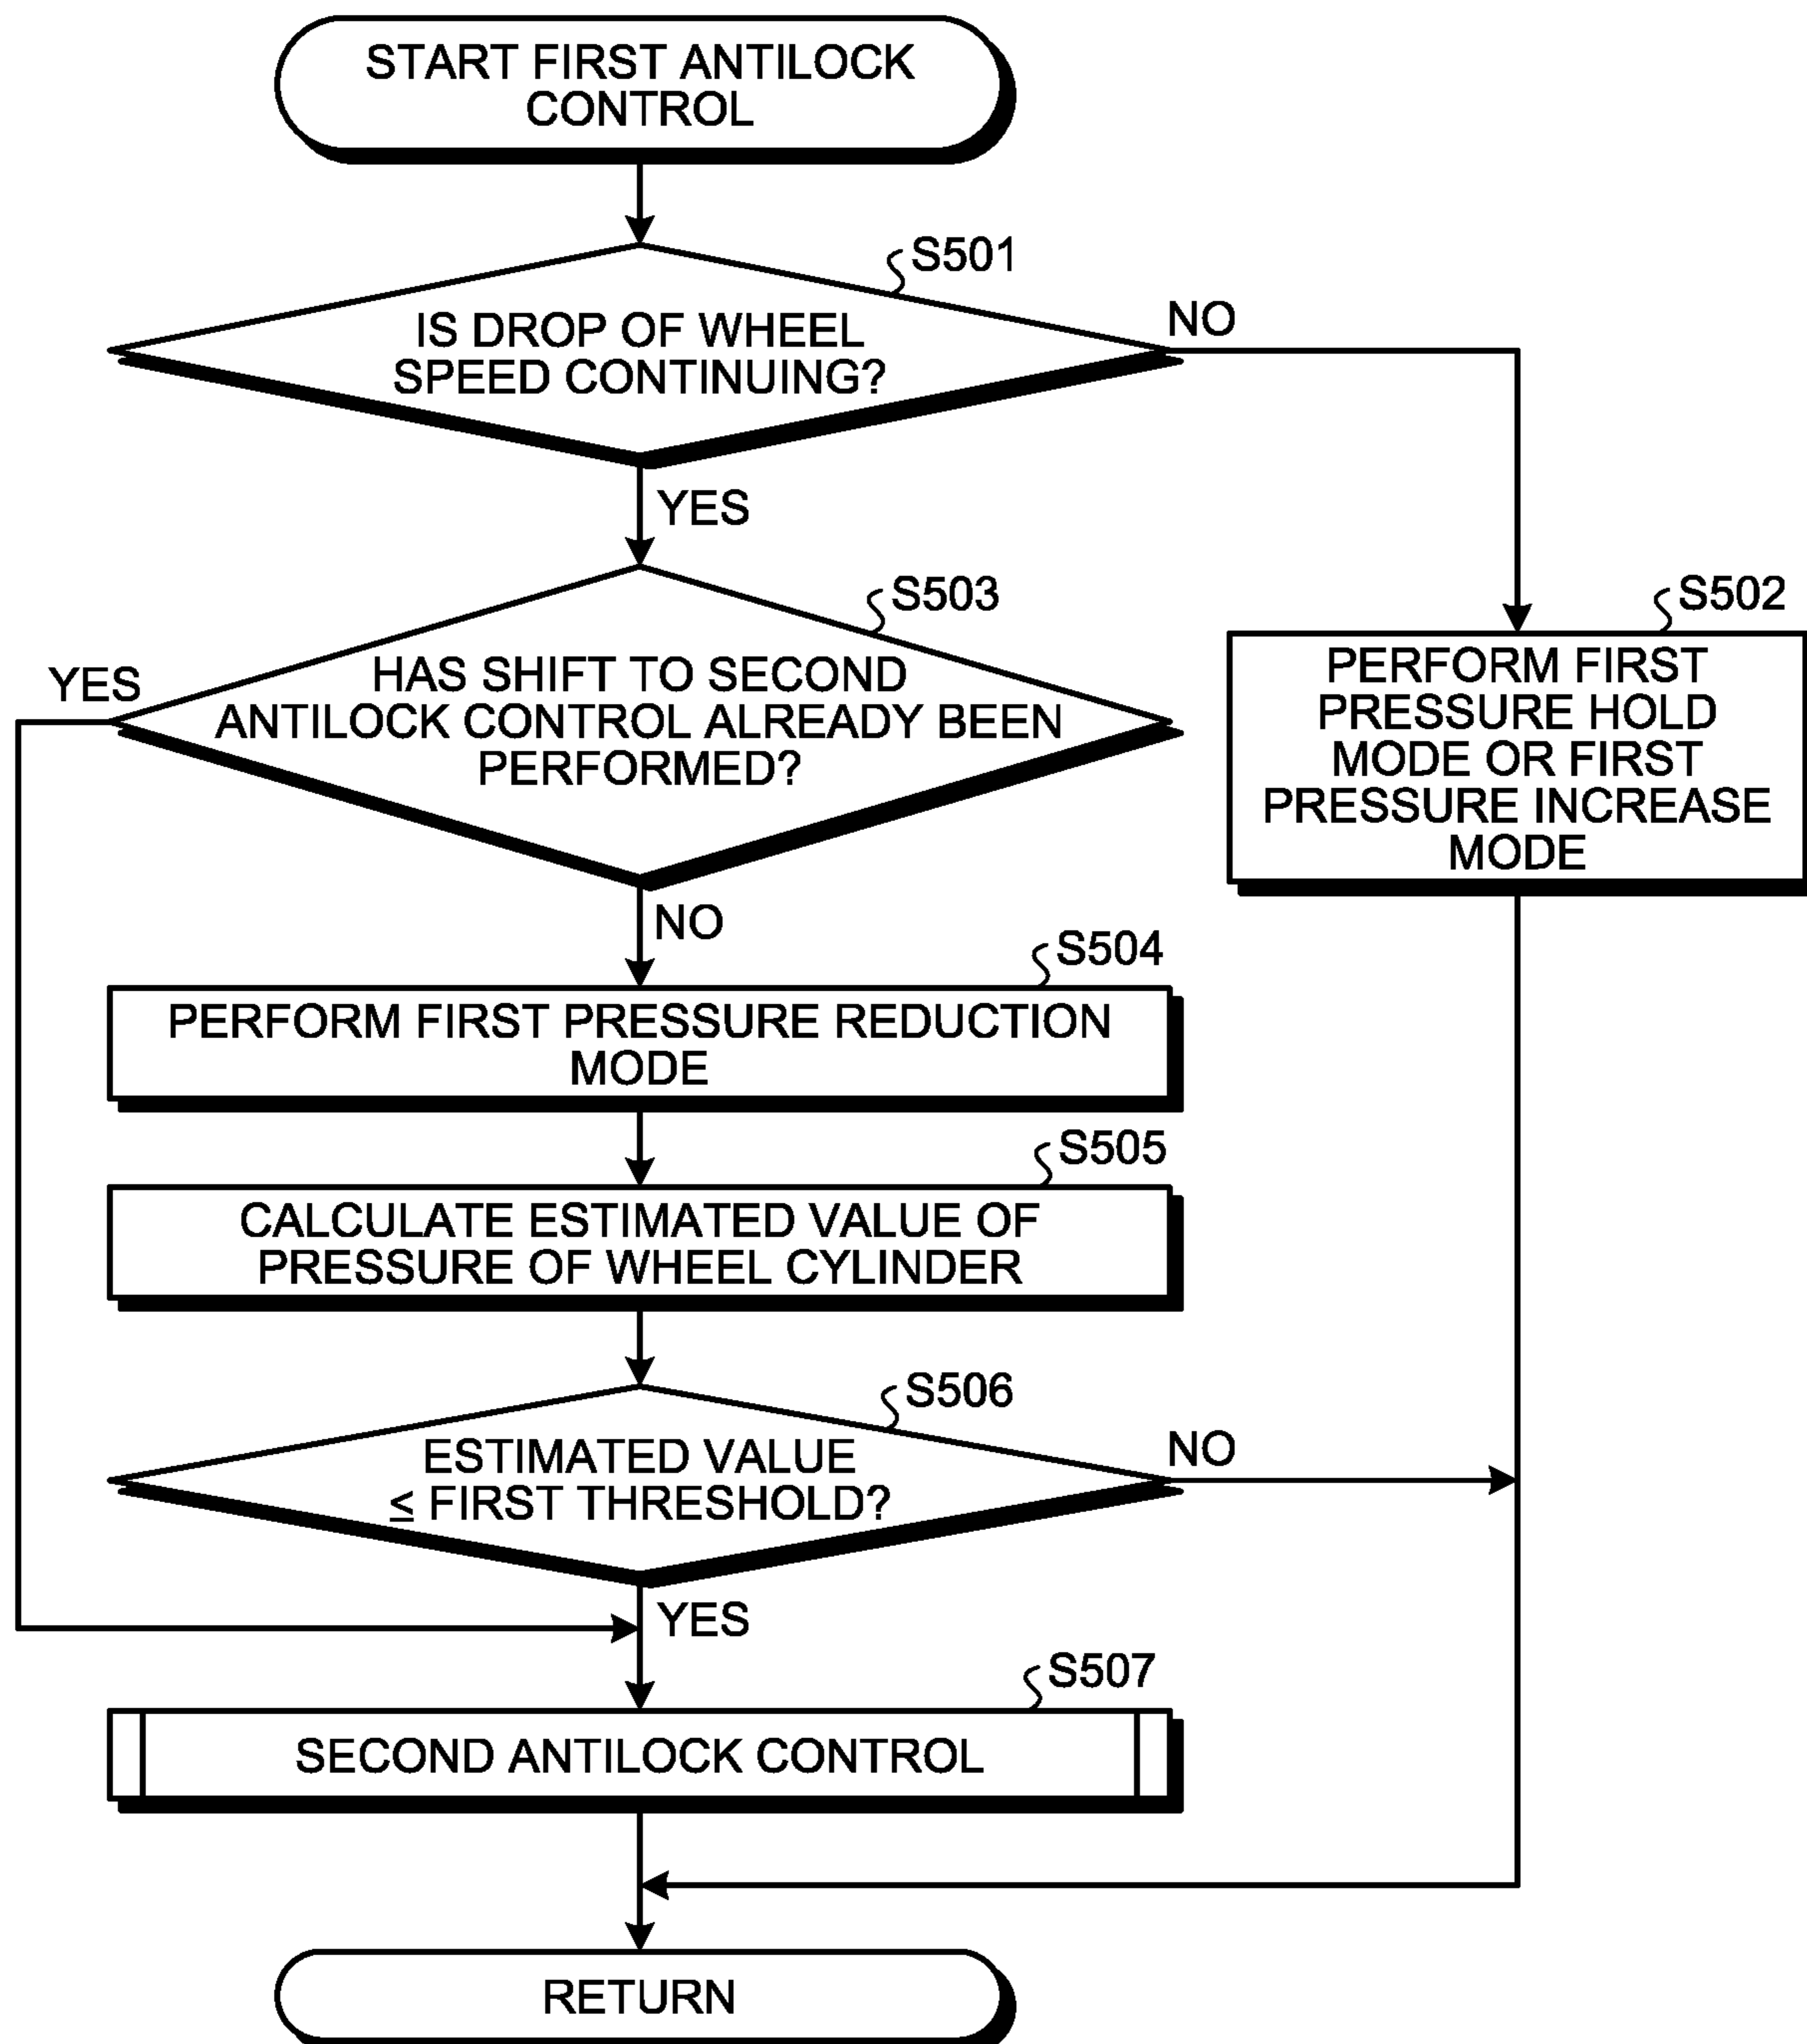 START FIRST ANTILOCK
CONTROL
S501
IS DROP OF WHEEL
SPEED CONTINUING?
NO
YES
S503
HAS SHIFT TO SECOND
ANTILOCK CONTROL ALREADY BEEN
PERFORMED?
YES
NO
S502
PERFORM FIRST
PRESSURE HOLD
MODE OR FIRST
PRESSURE INCREASE
MODE
S504
PERFORM FIRST PRESSURE REDUCTION
MODE
S505
CALCULATE ESTIMATED VALUE OF
PRESSURE OF WHEEL CYLINDER
S506
ESTIMATED VALUE
≤ FIRST THRESHOLD?
NO
YES
S507
SECOND ANTILOCK CONTROL
RETURN